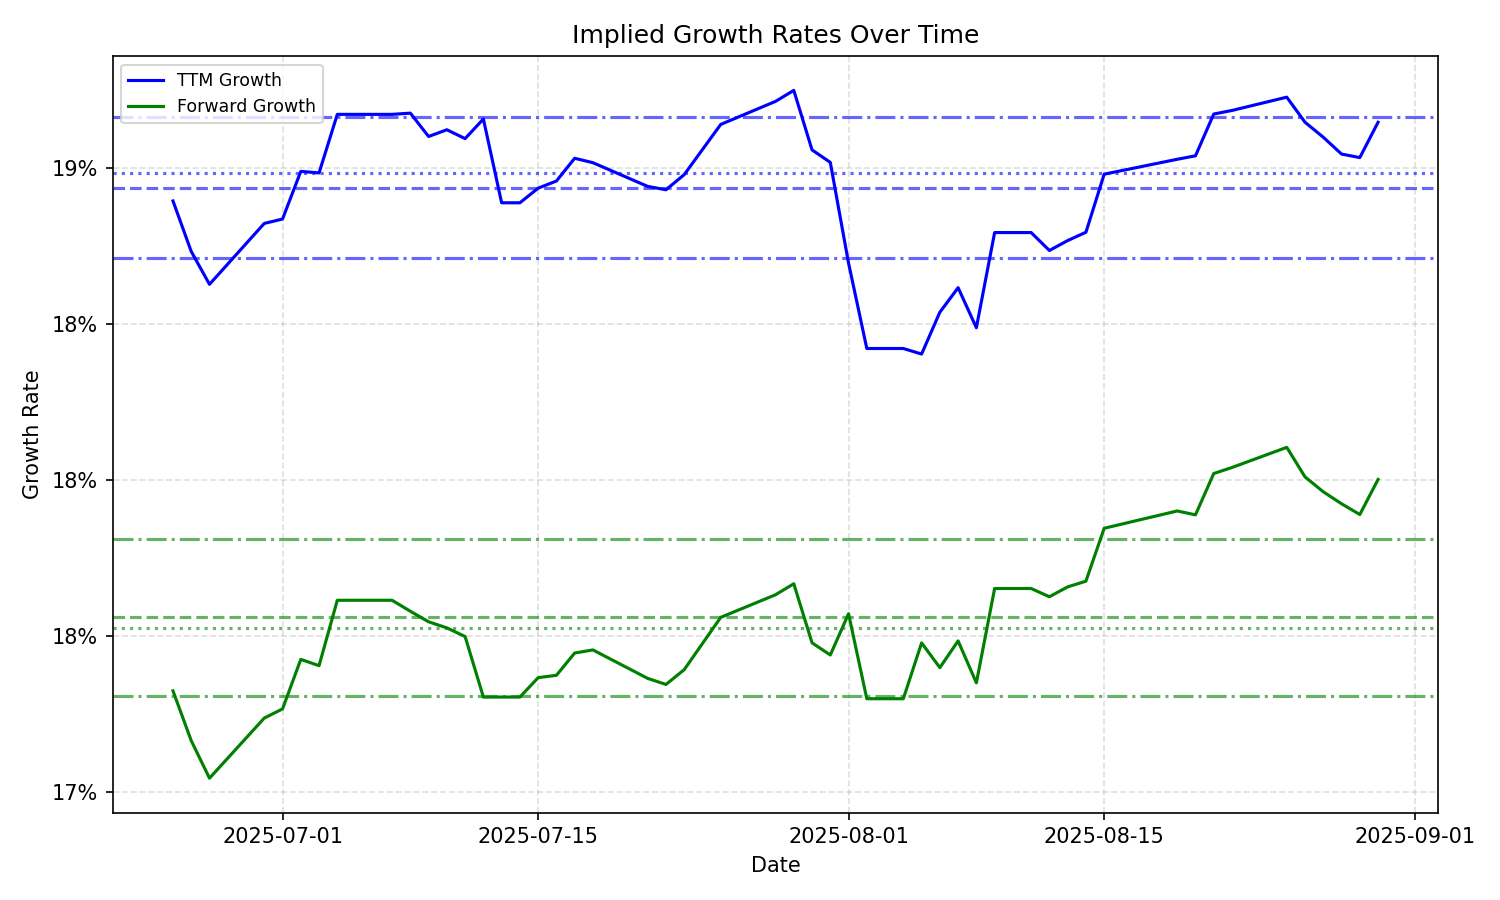 Implied Growth Rates Over Time
TTM Growth
Forward Growth
19%
18%
18%
18%
17%
Growth Rate
2025-07-01
2025-07-15
2025-08-01
2025-08-15
2025-09-01
Date